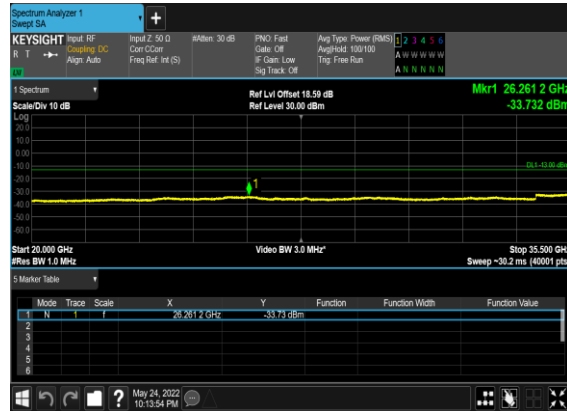 Spectrum Analyzer 1
Swept SA
+
KEYSIGHT Input: RF Input Z: 50 Ω #Atten: 30 dB PNO: Fast Avg Type: Power (RMS) 1 2 3 4 5 6
R T Coupling: DC Corr CCorr Gate: Off Avg|Hold: 100/100 A W W W W W
Align: Auto Freq Ref: Int (S) IF Gain: Low Trig: Free Run A N N N N N
Sig Track: Off
1 Spectrum Ref Lvl Offset 18.59 dB Mkr1 26.261 2 GHz
Scale/Div 10 dB Ref Level 30.00 dBm -33.732 dBm
Log
20.0
10.0
0.00
-10.0
DL1 -13.00 dBm
-20.0
1
-30.0
-40.0
-50.0
-60.0
Start 20.000 GHz Video BW 3.0 MHz* Stop 35.500 GHz
#Res BW 1.0 MHz Sweep ~30.2 ms (40001 pts)
5 Marker Table
Mode Trace Scale X Y Function Function Width Function Value
1 N 1 f 26.261 2 GHz -33.73 dBm
2
3
4
5
6
? May 24, 2022
10:13:54 PM